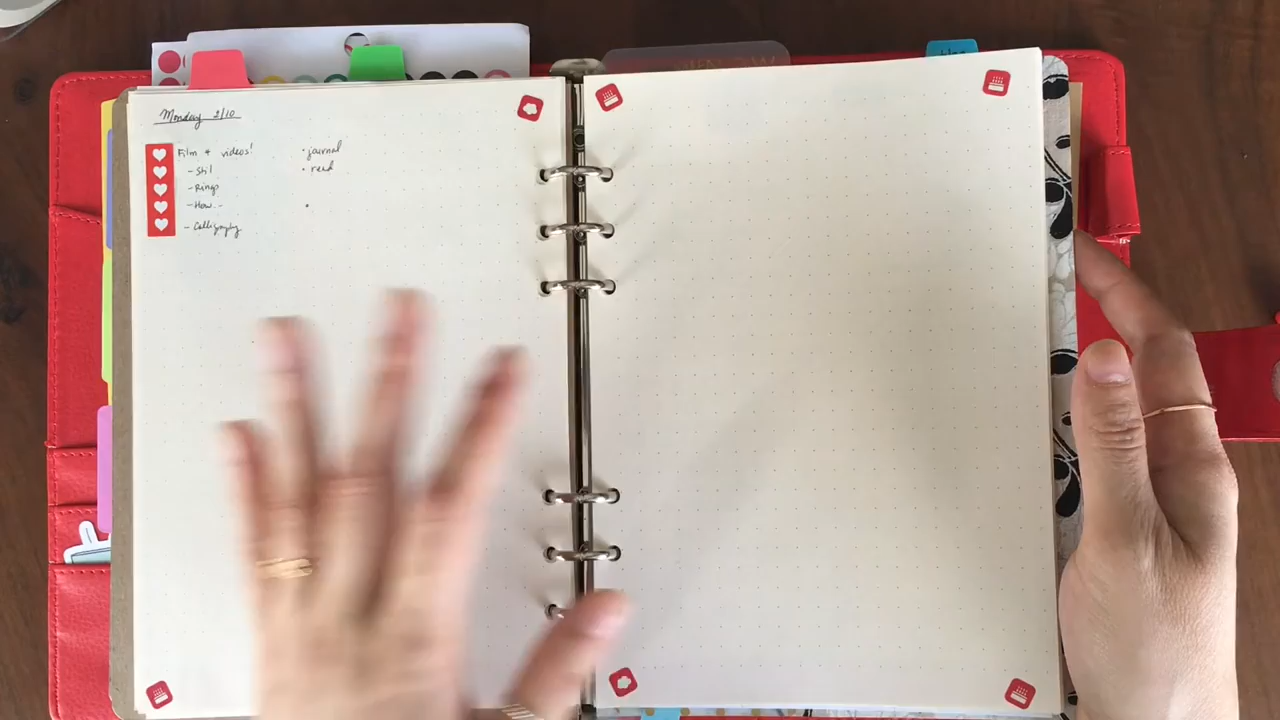 Monday 2/10
Film + videos!
- Stil
- Rings
- How..
- Calligraphy
• journal
• read